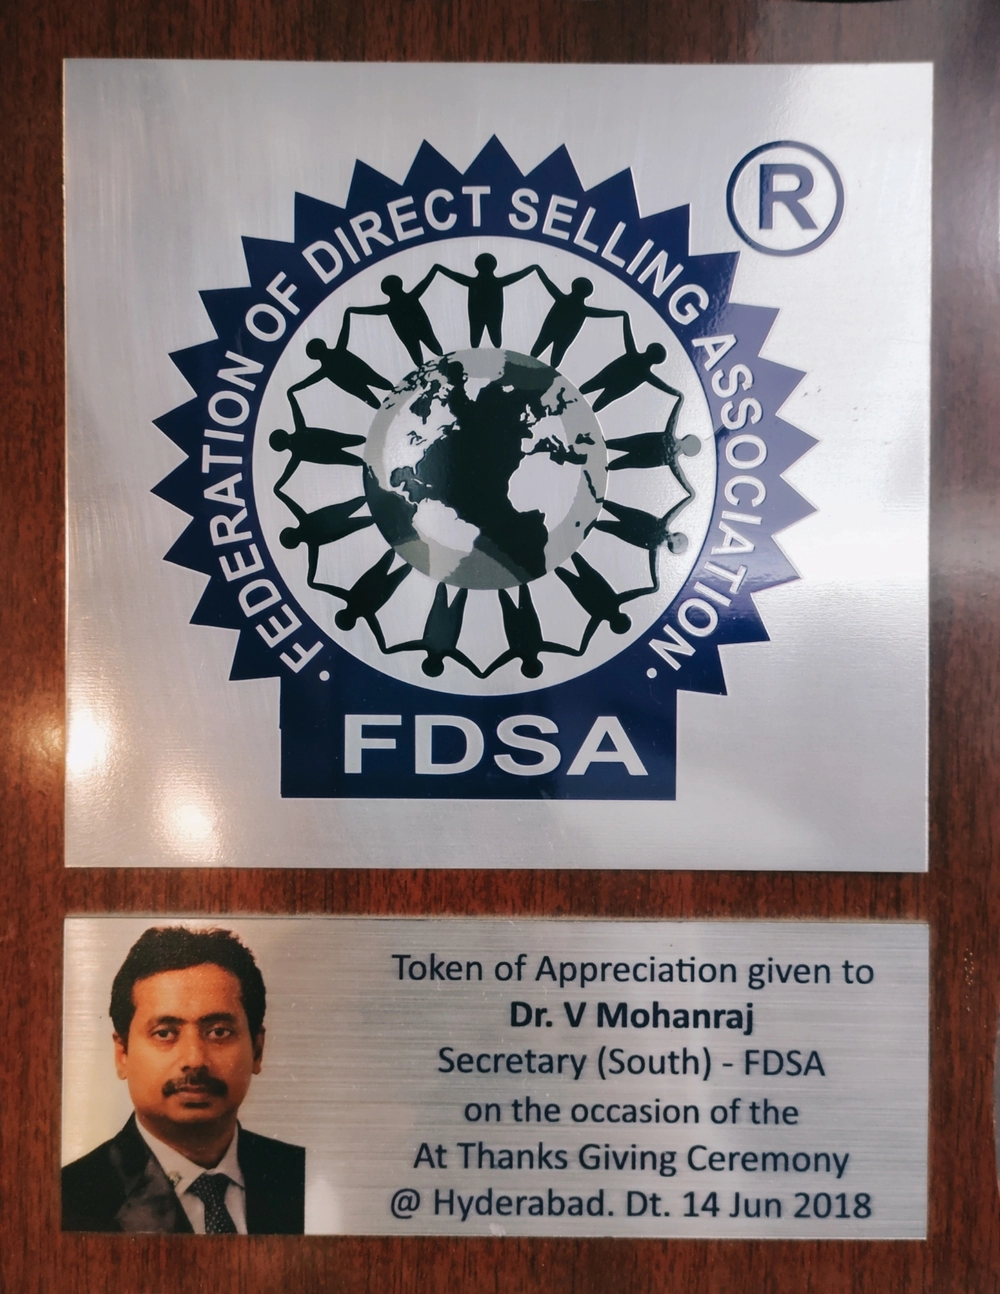 FEDERATION OF DIRECT SELLING ASSOCIATION
®
FDSA
Token of Appreciation given to
Dr. V Mohanraj
Secretary (South) - FDSA
on the occasion of the
At Thanks Giving Ceremony
@ Hyderabad. Dt. 14 Jun 2018